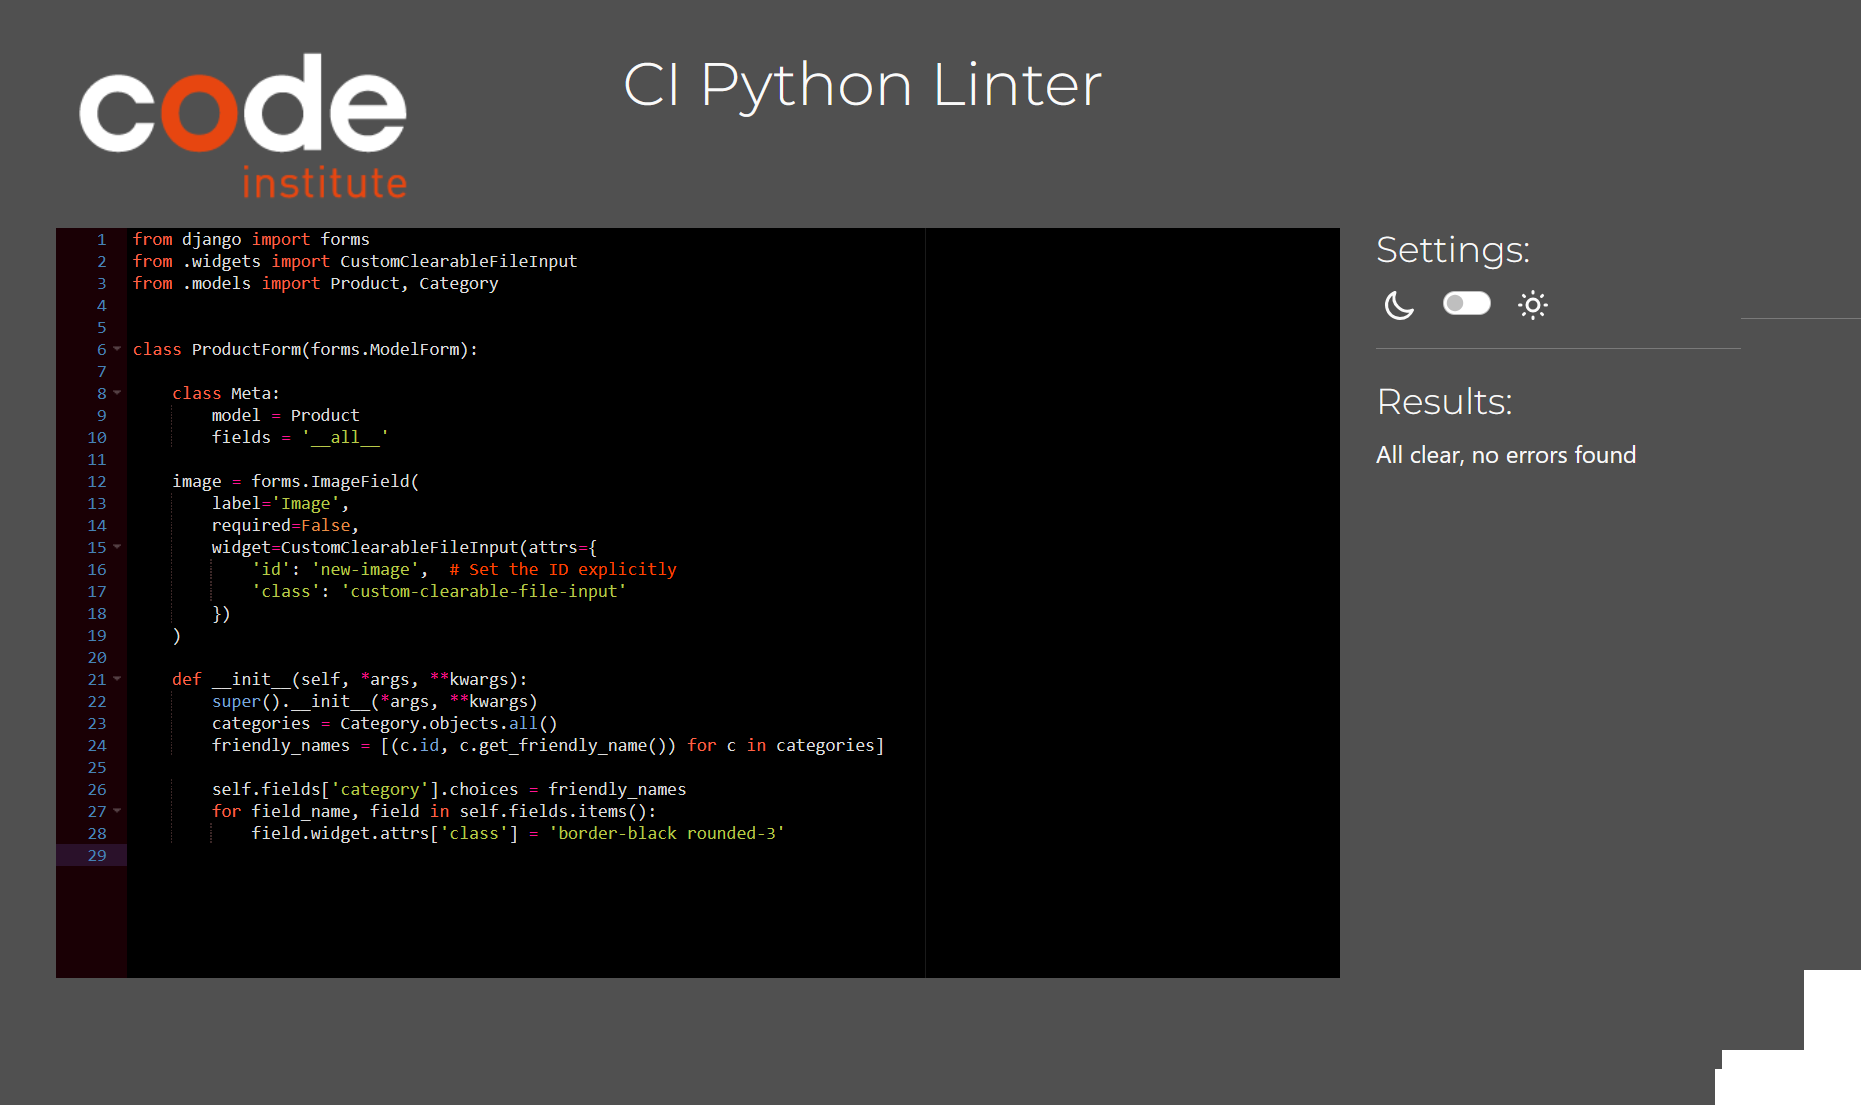 code
institute
CI Python Linter
1 from django import forms
2 from .widgets import CustomClearableFileInput
3 from .models import Product, Category
4
5
6 class ProductForm(forms.ModelForm):
7
8     class Meta:
9         model = Product
10         fields = '__all__'
11
12     image = forms.ImageField(
13         label='Image',
14         required=False,
15         widget=CustomClearableFileInput(attrs={
16             'id': 'new-image',  # Set the ID explicitly
17             'class': 'custom-clearable-file-input'
18         })
19     )
20
21     def __init__(self, *args, **kwargs):
22         super().__init__(*args, **kwargs)
23         categories = Category.objects.all()
24         friendly_names = [(c.id, c.get_friendly_name()) for c in categories]
25
26         self.fields['category'].choices = friendly_names
27         for field_name, field in self.fields.items():
28             field.widget.attrs['class'] = 'border-black rounded-3'
29
Settings:
Results:
All clear, no errors found